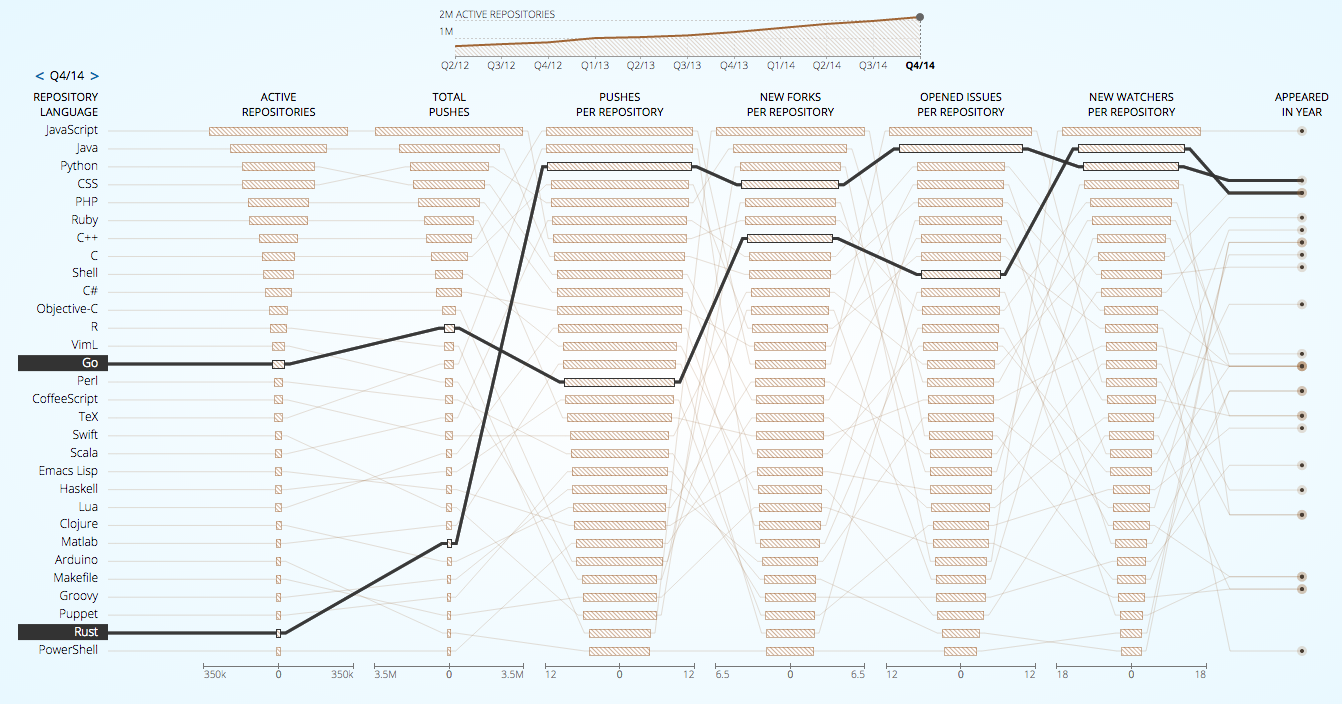 2M ACTIVE REPOSITORIES
1M
Q2/12 Q3/12 Q4/12 Q1/13 Q2/13 Q3/13 Q4/13 Q1/14 Q2/14 Q3/14 Q4/14
< Q4/14 >
REPOSITORY LANGUAGE
ACTIVE REPOSITORIES
TOTAL PUSHES
PUSHES PER REPOSITORY
NEW FORKS PER REPOSITORY
OPENED ISSUES PER REPOSITORY
NEW WATCHERS PER REPOSITORY
APPEARED IN YEAR
JavaScript
Java
Python
CSS
PHP
Ruby
C++
C
Shell
C#
Objective-C
R
VimL
Go
Perl
CoffeeScript
TeX
Swift
Scala
Emacs Lisp
Haskell
Lua
Clojure
Matlab
Arduino
Makefile
Groovy
Puppet
Rust
PowerShell
350k 0 350k 3.5M 0 3.5M 12 0 12 6.5 0 6.5 12 0 12 18 0 18